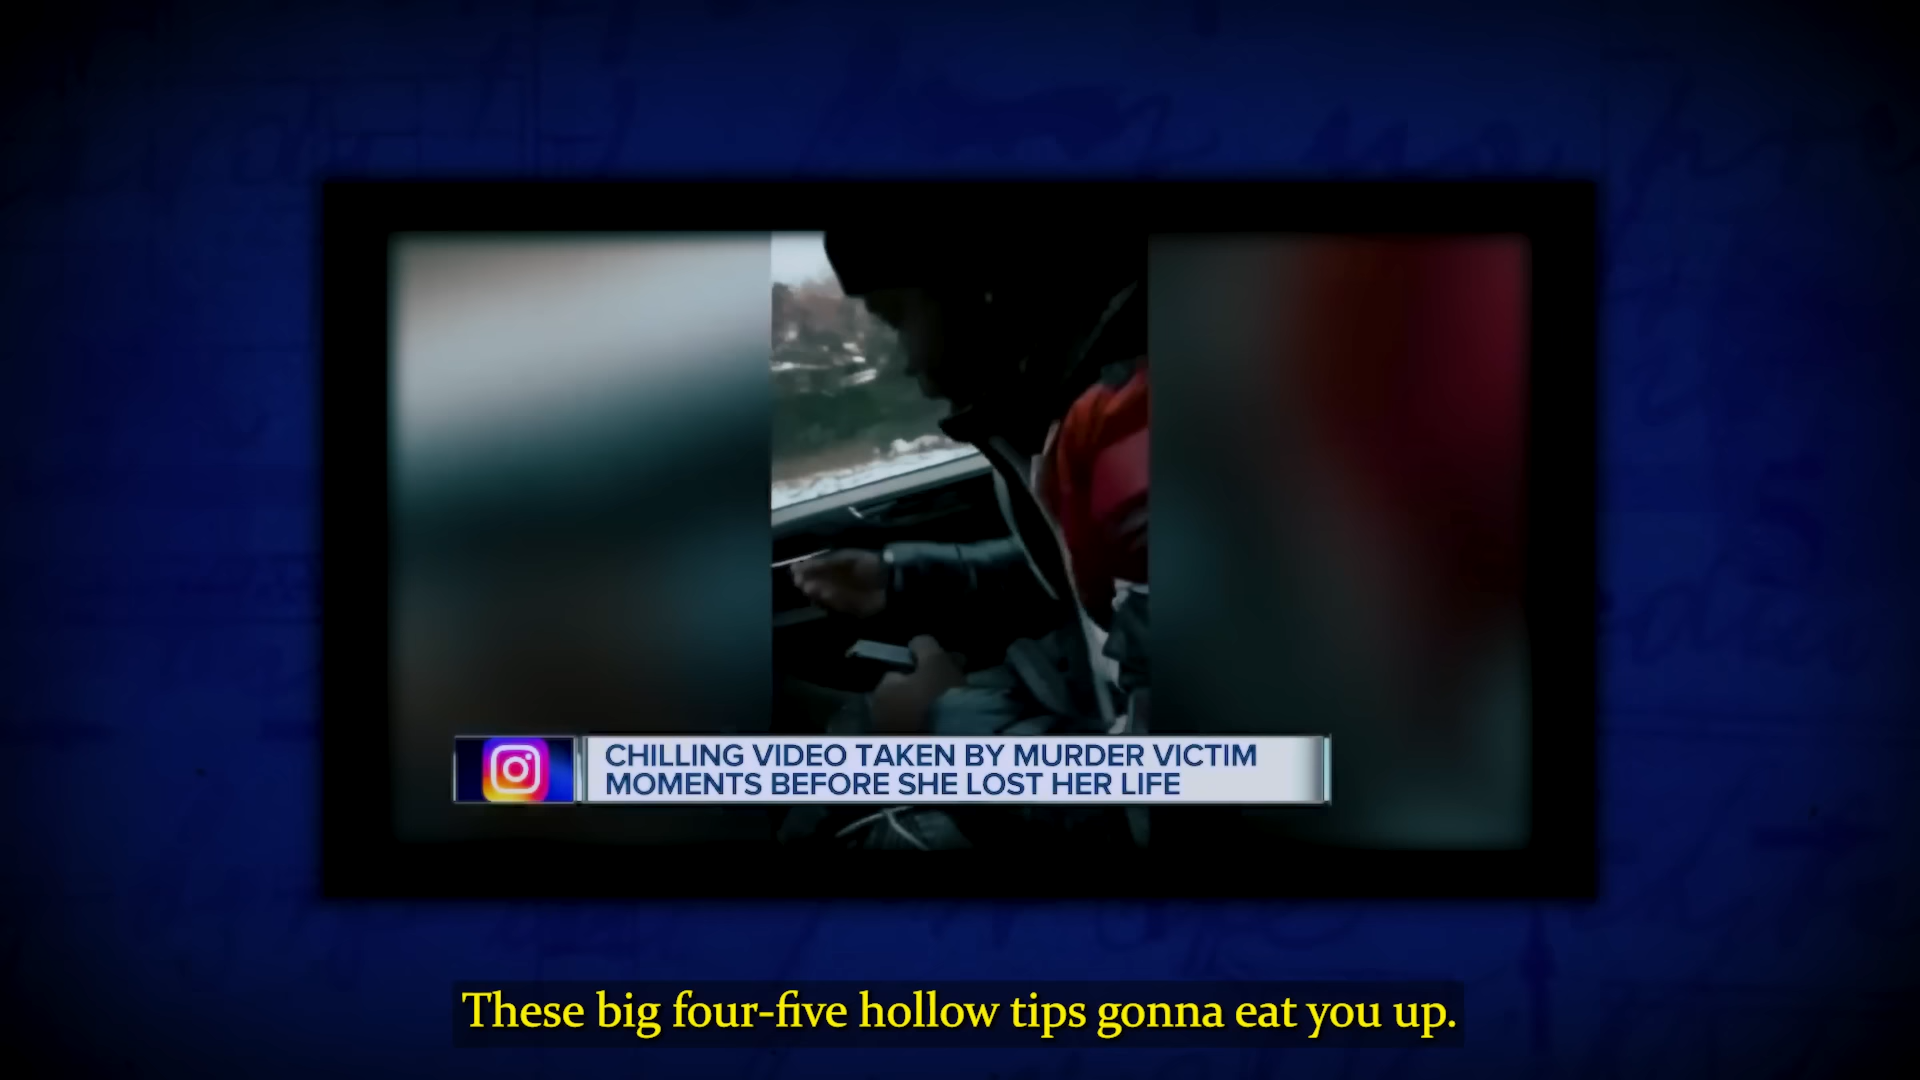 CHILLING VIDEO TAKEN BY MURDER VICTIM
MOMENTS BEFORE SHE LOST HER LIFE
These big four-five hollow tips gonna eat you up.